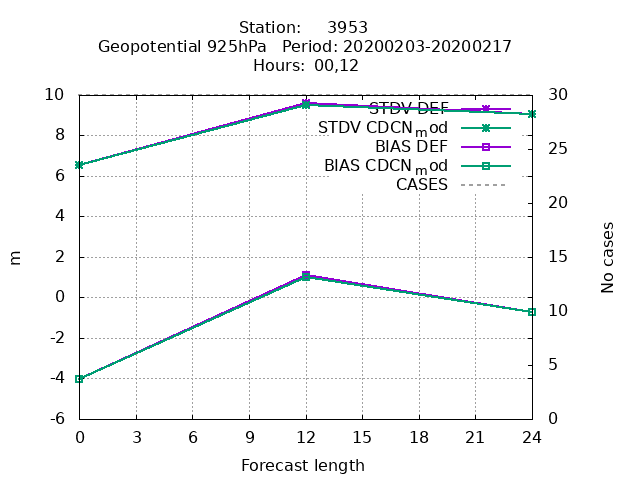 Station: 3953
Geopotential 925hPa Period: 20200203-20200217
Hours: 00,12
10 30
STDV DEF
STDV CDCNmod
8
25
BIAS DEF
BIAS CDCNmod
6
CASES
20
4
2 15
m No cases
0
10
-2
5
-4
-6 0
0 3 6 9 12 15 18 21 24
Forecast length